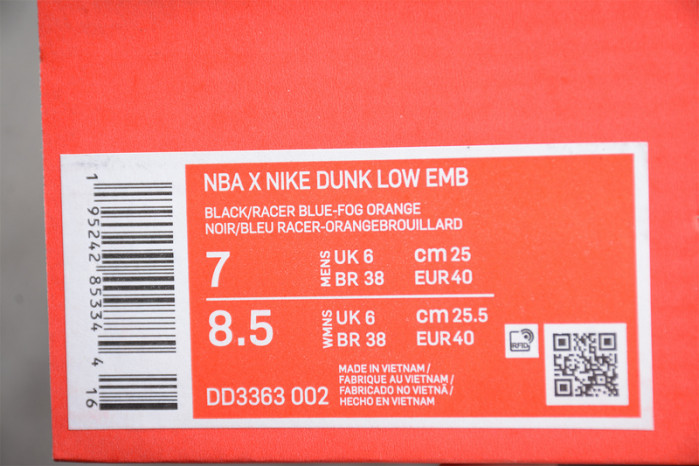 NBA X NIKE DUNK LOW EMB
BLACK/RACER BLUE-FOG ORANGE
NOIR/BLEU RACER-ORANGEBROUILLARD
7 MENS UK 6 cm 25
BR 38 EUR 40
8.5 WMNS UK 6 cm 25.5
BR 38 EUR 40
DD3363 002
MADE IN VIETNAM/
FABRIQUE AU VIETNAM/
FABRICADO NO VIETNÃ/
HECHO EN VIETNAM
RFID
1 95242 85334 4 16